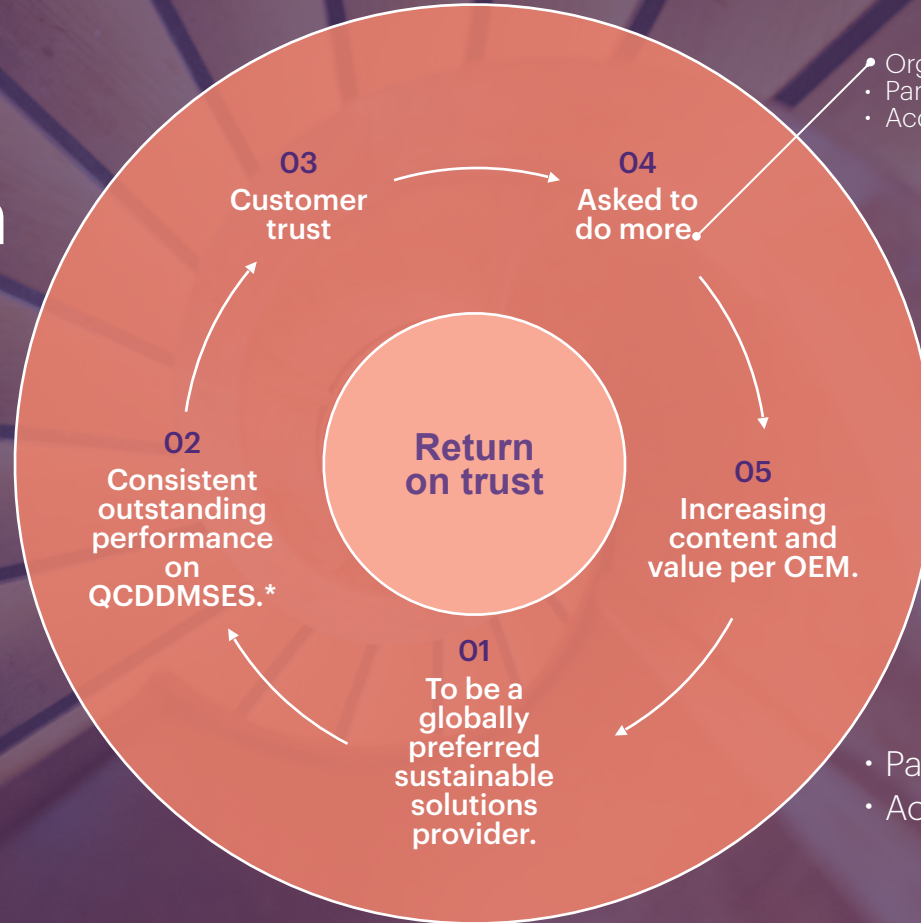 03
Customer
trust
04
Asked to
do more.
02
Consistent
outstanding
performance
on
QCDDMSES.*
Return
on trust
05
Increasing
content and
value per OEM.
01
To be a
globally
preferred
sustainable
solutions
provider.